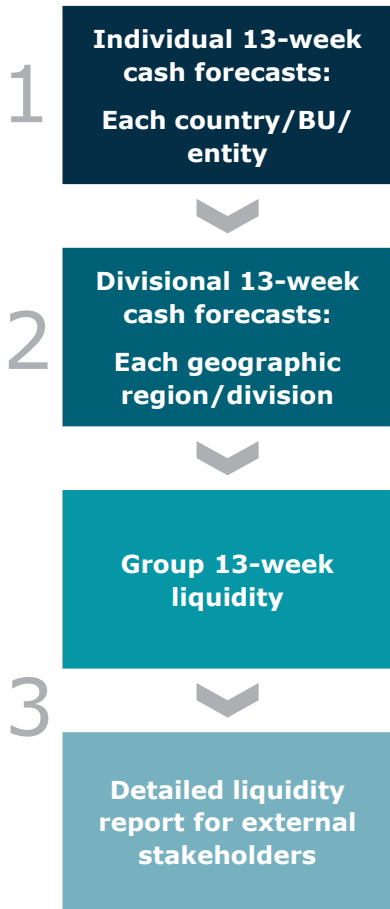 1
Individual 13-week
cash forecasts:
Each country/BU/
entity
2
Divisional 13-week
cash forecasts:
Each geographic
region/division
Group 13-week
liquidity
3
Detailed liquidity
report for external
stakeholders